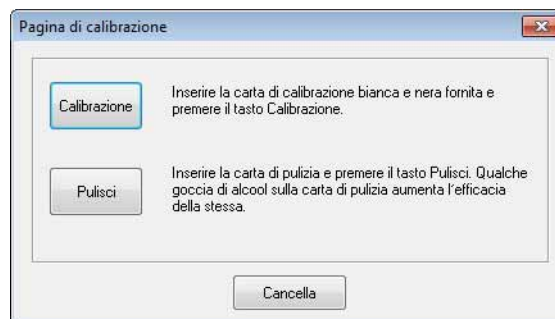 Pagina di calibrazione
Calibrazione
Inserire la carta di calibrazione bianca e nera fornita e
premere il tasto Calibrazione.
Pulisci
Inserire la carta di pulizia e premere il tasto Pulisci. Qualche
goccia di alcool sulla carta di pulizia aumenta l'efficacia
della stessa.
Cancella